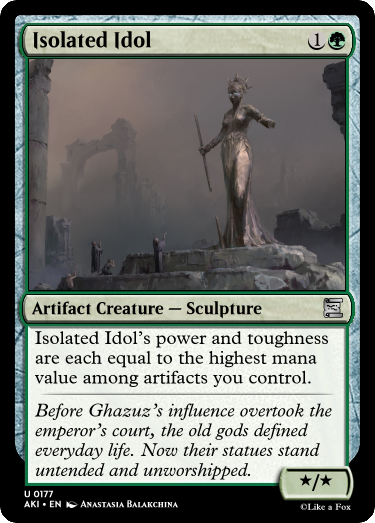 Isolated Idol 1
Artifact Creature — Sculpture
Isolated Idol's power and toughness
are each equal to the highest mana
value among artifacts you control.
Before Ghazuz's influence overtook the
emperor's court, the old gods defined
everyday life. Now their statues stand
untended and unworshipped.
★/★
U 0177
AKI • EN Anastasia Balakchina
©Like a Fox